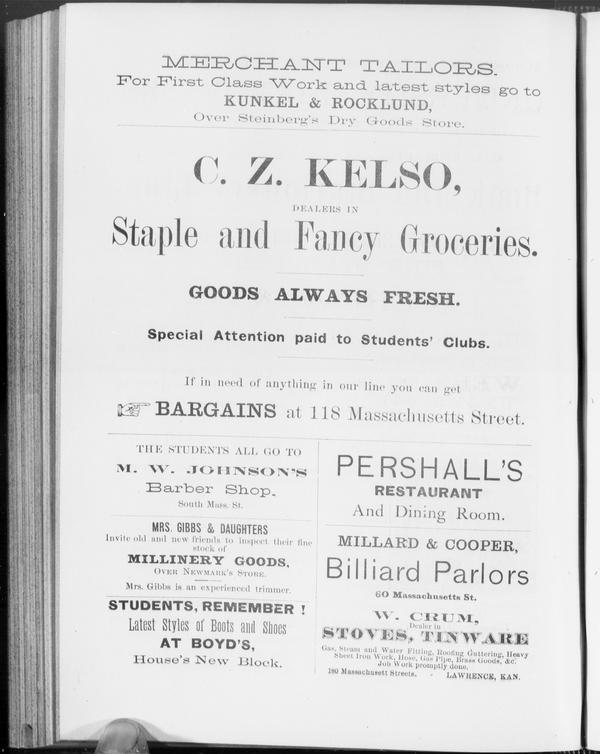 MERCHANT TAILORS.
For First Class Work and latest styles go to
KUNKEL & ROCKLUND,
Over Steinberg's Dry Goods Store.
C. Z. KELSO,
DEALERS IN
Staple and Fancy Groceries.
GOODS ALWAYS FRESH.
Special Attention paid to Students' Clubs.
If in need of anything in our line you can get
☞ BARGAINS at 118 Massachusetts Street.
THE STUDENTS ALL GO TO
M. W. JOHNSON'S
Barber Shop.
South Mass. St.
MRS. GIBBS & DAUGHTERS
Invite old and new friends to inspect their fine
stock of
MILLINERY GOODS,
OVER NEWMARK'S STORE.
Mrs. Gibbs is an experienced trimmer.
STUDENTS, REMEMBER !
Latest Styles of Boots and Shoes
AT BOYD'S,
House's New Block.
PERSHALL'S
RESTAURANT
And Dining Room.
MILLARD & COOPER,
Billiard Parlors
60 Massachusetts St.
W. CRUM,
Dealer in
STOVES, TINWARE
Gas, Steam and Water Fitting, Roofing Guttering, Heavy
Sheet Iron Work, Hose, Gas Pipe, Brass Goods, &c.
Job Work promptly done.
180 Massachusett Streets. - LAWRENCE, KAN.